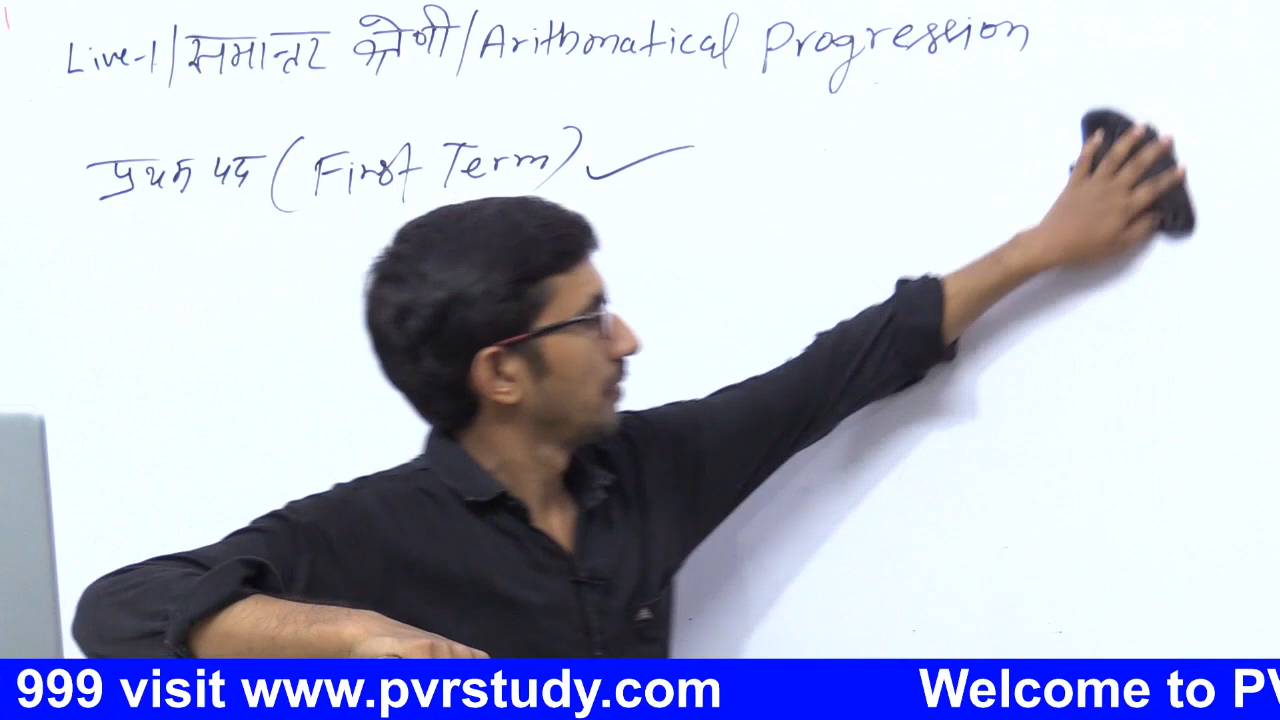 Live-1/समान्तर श्रेणी/Arithmatical Progression
प्रथम पद (First Term) ✓
999 visit www.pvrstudy.com Welcome to PV